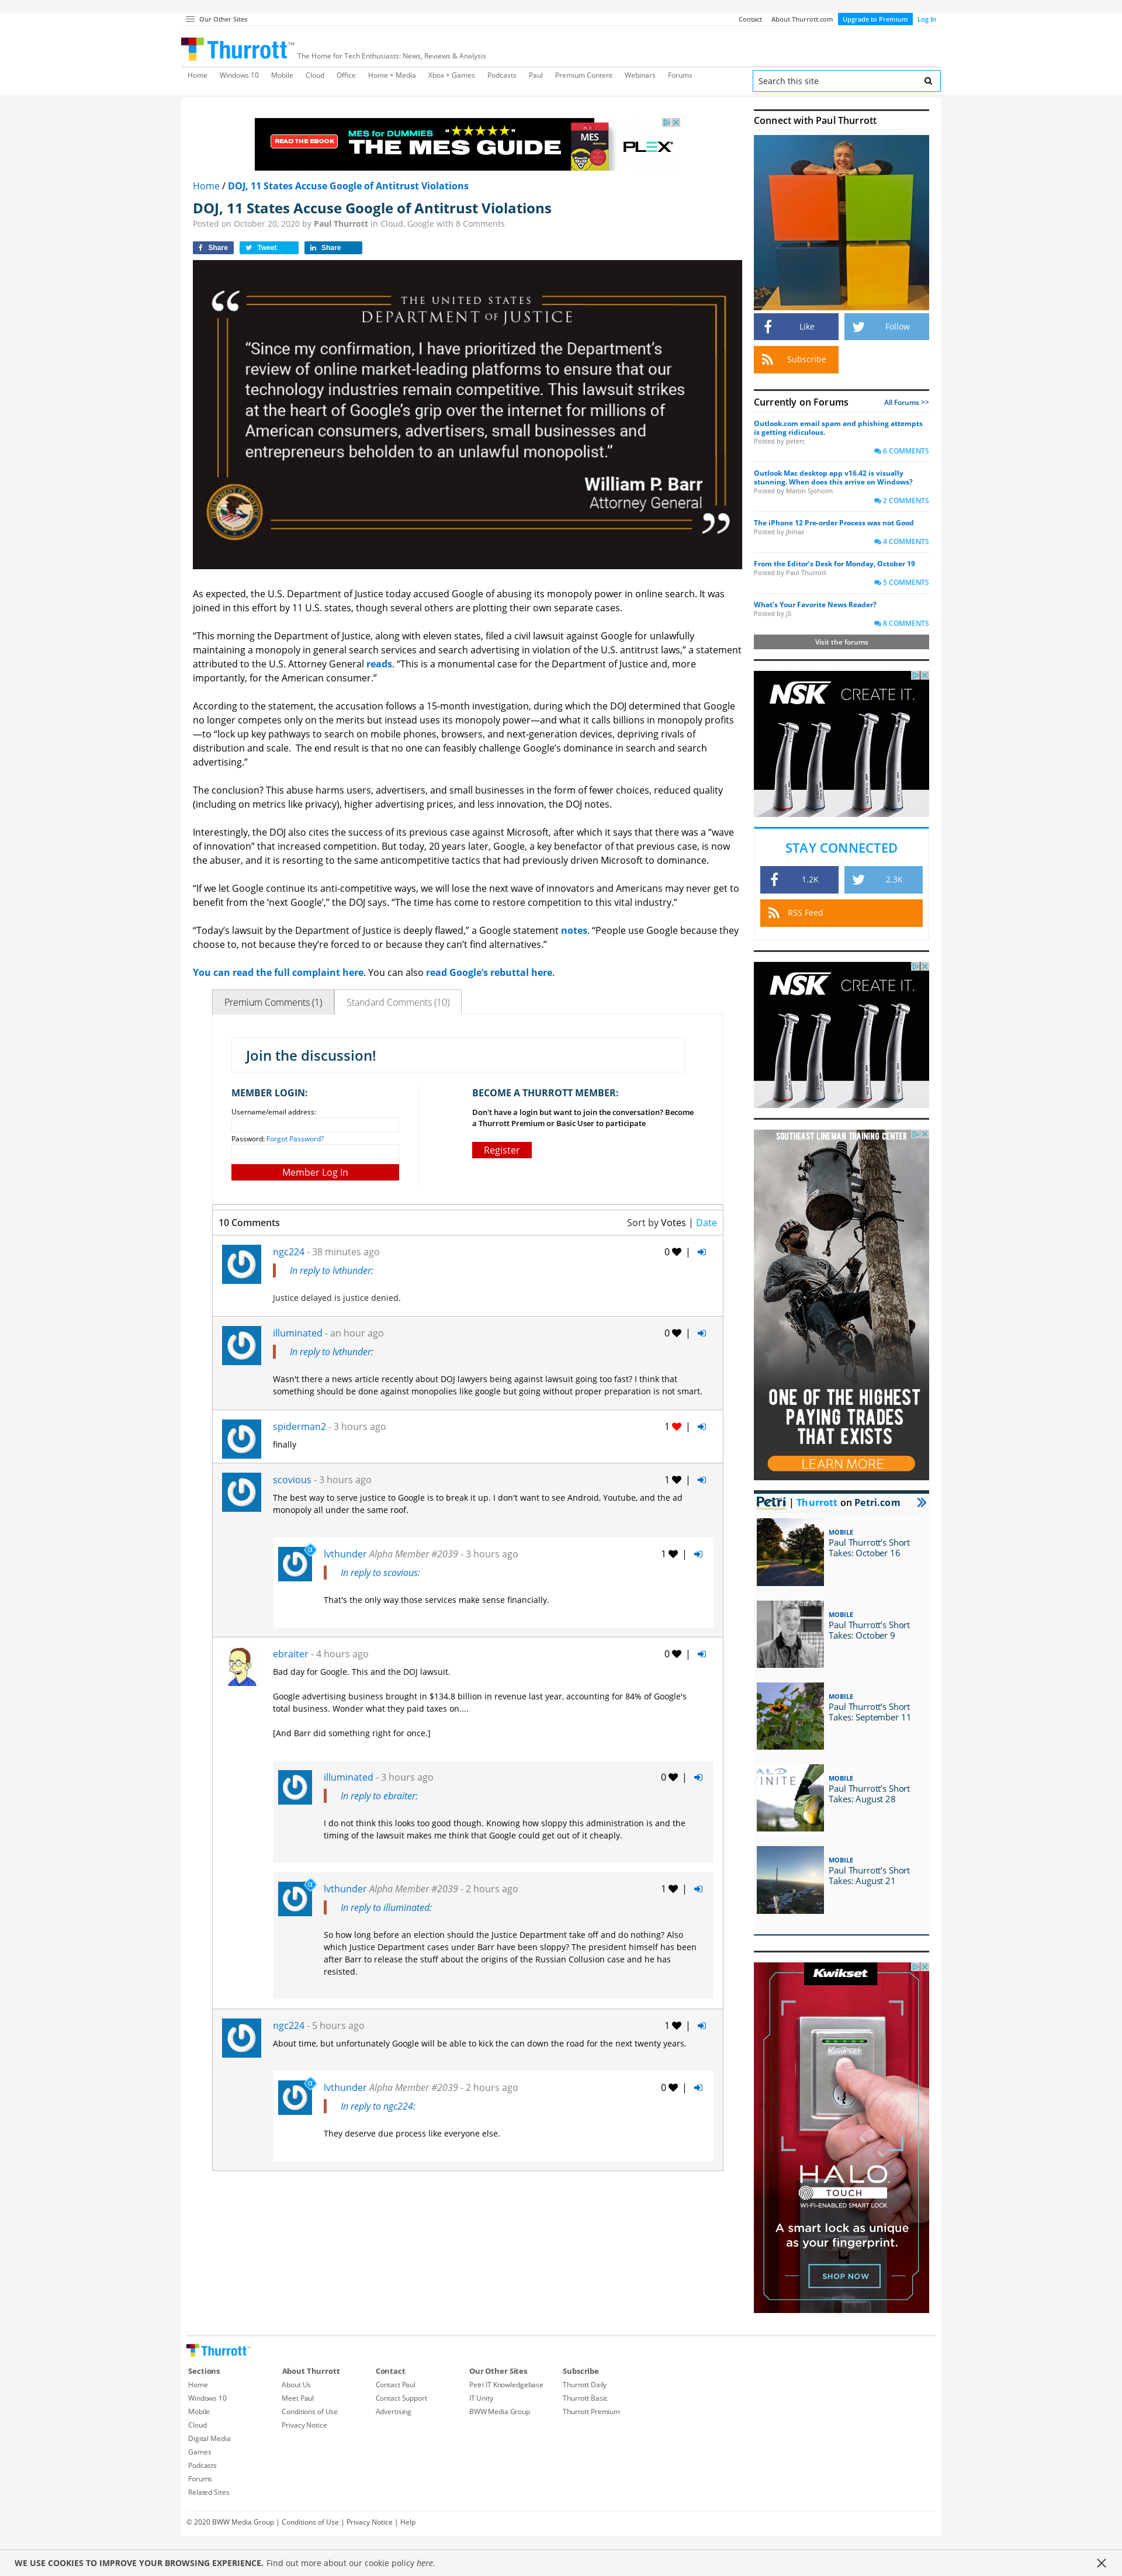 Our Other Sites
Contact
About Thurrott.com
Upgrade to Premium
Log In
Thurrott™
The Home for Tech Enthusiasts: News, Reviews & Analysis
Home
Windows 10
Mobile
Cloud
Office
Home + Media
Xbox + Games
Podcasts
Paul
Premium Content
Webinars
Forums
Search this site
READ THE EBOOK
MES for DUMMIES "★★★★★"
THE MES GUIDE
MES
PLEX
Home / DOJ, 11 States Accuse Google of Antitrust Violations
DOJ, 11 States Accuse Google of Antitrust Violations
Posted on October 20, 2020 by Paul Thurrott in Cloud, Google with 8 Comments
Share
Tweet
Share
THE UNITED STATES
DEPARTMENT OF JUSTICE
“Since my confirmation, I have prioritized the Department’s
review of online market-leading platforms to ensure that our
technology industries remain competitive. This lawsuit strikes
at the heart of Google’s grip over the internet for millions of
American consumers, advertisers, small businesses and
entrepreneurs beholden to an unlawful monopolist.”
William P. Barr
Attorney General
As expected, the U.S. Department of Justice today accused Google of abusing its monopoly power in online search. It was
joined in this effort by 11 U.S. states, though several others are plotting their own separate cases.
“This morning the Department of Justice, along with eleven states, filed a civil lawsuit against Google for unlawfully
maintaining a monopoly in general search services and search advertising in violation of the U.S. antitrust laws,” a statement
attributed to the U.S. Attorney General reads. “This is a monumental case for the Department of Justice and, more
importantly, for the American consumer.”
According to the statement, the accusation follows a 15-month investigation, during which the DOJ determined that Google
no longer competes only on the merits but instead uses its monopoly power—and what it calls billions in monopoly profits
—to “lock up key pathways to search on mobile phones, browsers, and next-generation devices, depriving rivals of
distribution and scale.  The end result is that no one can feasibly challenge Google’s dominance in search and search
advertising.”
The conclusion? This abuse harms users, advertisers, and small businesses in the form of fewer choices, reduced quality
(including on metrics like privacy), higher advertising prices, and less innovation, the DOJ notes.
Interestingly, the DOJ also cites the success of its previous case against Microsoft, after which it says that there was a “wave
of innovation” that increased competition. But today, 20 years later, Google, a key benefactor of that previous case, is now
the abuser, and it is resorting to the same anticompetitive tactics that had previously driven Microsoft to dominance.
“If we let Google continue its anti-competitive ways, we will lose the next wave of innovators and Americans may never get to
benefit from the ‘next Google’,” the DOJ says. “The time has come to restore competition to this vital industry.”
“Today’s lawsuit by the Department of Justice is deeply flawed,” a Google statement notes. “People use Google because they
choose to, not because they’re forced to or because they can’t find alternatives.”
You can read the full complaint here. You can also read Google’s rebuttal here.
Premium Comments (1)
Standard Comments (10)
Join the discussion!
MEMBER LOGIN:
Username/email address:
Password: Forgot Password?
Member Log In
BECOME A THURROTT MEMBER:
Don't have a login but want to join the conversation? Become
a Thurrott Premium or Basic User to participate
Register
10 Comments
Sort by Votes | Date
ngc224 - 38 minutes ago
0 |
In reply to lvthunder:
Justice delayed is justice denied.
illuminated - an hour ago
0 |
In reply to lvthunder:
Wasn't there a news article recently about DOJ lawyers being against lawsuit going too fast? I think that
something should be done against monopolies like google but going without proper preparation is not smart.
spiderman2 - 3 hours ago
1 |
finally
scovious - 3 hours ago
1 |
The best way to serve justice to Google is to break it up. I don't want to see Android, Youtube, and the ad
monopoly all under the same roof.
lvthunder Alpha Member #2039 - 3 hours ago
1 |
In reply to scovious:
That's the only way those services make sense financially.
ebraiter - 4 hours ago
0 |
Bad day for Google. This and the DOJ lawsuit.
Google advertising business brought in $134.8 billion in revenue last year, accounting for 84% of Google's
total business. Wonder what they paid taxes on....
[And Barr did something right for once.]
illuminated - 3 hours ago
0 |
In reply to ebraiter:
I do not think this looks too good though. Knowing how sloppy this administration is and the
timing of the lawsuit makes me think that Google could get out of it cheaply.
lvthunder Alpha Member #2039 - 2 hours ago
1 |
In reply to illuminated:
So how long before an election should the Justice Department take off and do nothing? Also
which Justice Department cases under Barr have been sloppy? The president himself has been
after Barr to release the stuff about the origins of the Russian Collusion case and he has
resisted.
ngc224 - 5 hours ago
1 |
About time, but unfortunately Google will be able to kick the can down the road for the next twenty years.
lvthunder Alpha Member #2039 - 2 hours ago
0 |
In reply to ngc224:
They deserve due process like everyone else.
Connect with Paul Thurrott
Like
Follow
Subscribe
Currently on Forums
All Forums >>
Outlook.com email spam and phishing attempts
is getting ridiculous.
Posted by peterc
6 COMMENTS
Outlook Mac desktop app v16.42 is visually
stunning. When does this arrive on Windows?
Posted by Martin Sjöholm
2 COMMENTS
The iPhone 12 Pre-order Process was not Good
Posted by jbinaz
4 COMMENTS
From the Editor’s Desk for Monday, October 19
Posted by Paul Thurrott
5 COMMENTS
What’s Your Favorite News Reader?
Posted by j5
8 COMMENTS
Visit the forums
NSK CREATE IT.
STAY CONNECTED
1.2K
2.3K
RSS Feed
NSK CREATE IT.
SOUTHEAST LINEMAN TRAINING CENTER
ONE OF THE HIGHEST
PAYING TRADES
THAT EXISTS
LEARN MORE
Petri | Thurrott on Petri.com
MOBILE
Paul Thurrott’s Short
Takes: October 16
MOBILE
Paul Thurrott’s Short
Takes: October 9
MOBILE
Paul Thurrott’s Short
Takes: September 11
MOBILE
Paul Thurrott’s Short
Takes: August 28
MOBILE
Paul Thurrott’s Short
Takes: August 21
Kwikset
HALO
TOUCH
WI-FI-ENABLED SMART LOCK
A smart lock as unique
as your fingerprint.
SHOP NOW
Thurrott
Sections
Home
Windows 10
Mobile
Cloud
Digital Media
Games
Podcasts
Forums
Related Sites
About Thurrott
About Us
Meet Paul
Conditions of Use
Privacy Notice
Contact
Contact Paul
Contact Support
Advertising
Our Other Sites
Petri IT Knowledgebase
IT Unity
BWW Media Group
Subscribe
Thurrott Daily
Thurrott Basic
Thurrott Premium
© 2020 BWW Media Group | Conditions of Use | Privacy Notice | Help
WE USE COOKIES TO IMPROVE YOUR BROWSING EXPERIENCE. Find out more about our cookie policy here.